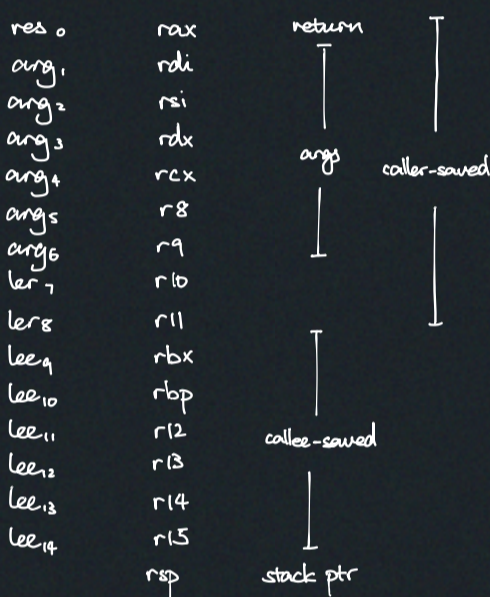 res₀ rax return
arg₁ rdi
arg₂ rsi
arg₃ rdx
args caller-saved
arg₄ rcx
arg₅ r8
arg₆ r9
ler₇ r10
ler₈ r11
lee₉ rbx
lee₁₀ rbp
lee₁₁ r12 callee-saved
lee₁₂ r13
lee₁₃ r14
lee₁₄ r15
rsp stack ptr